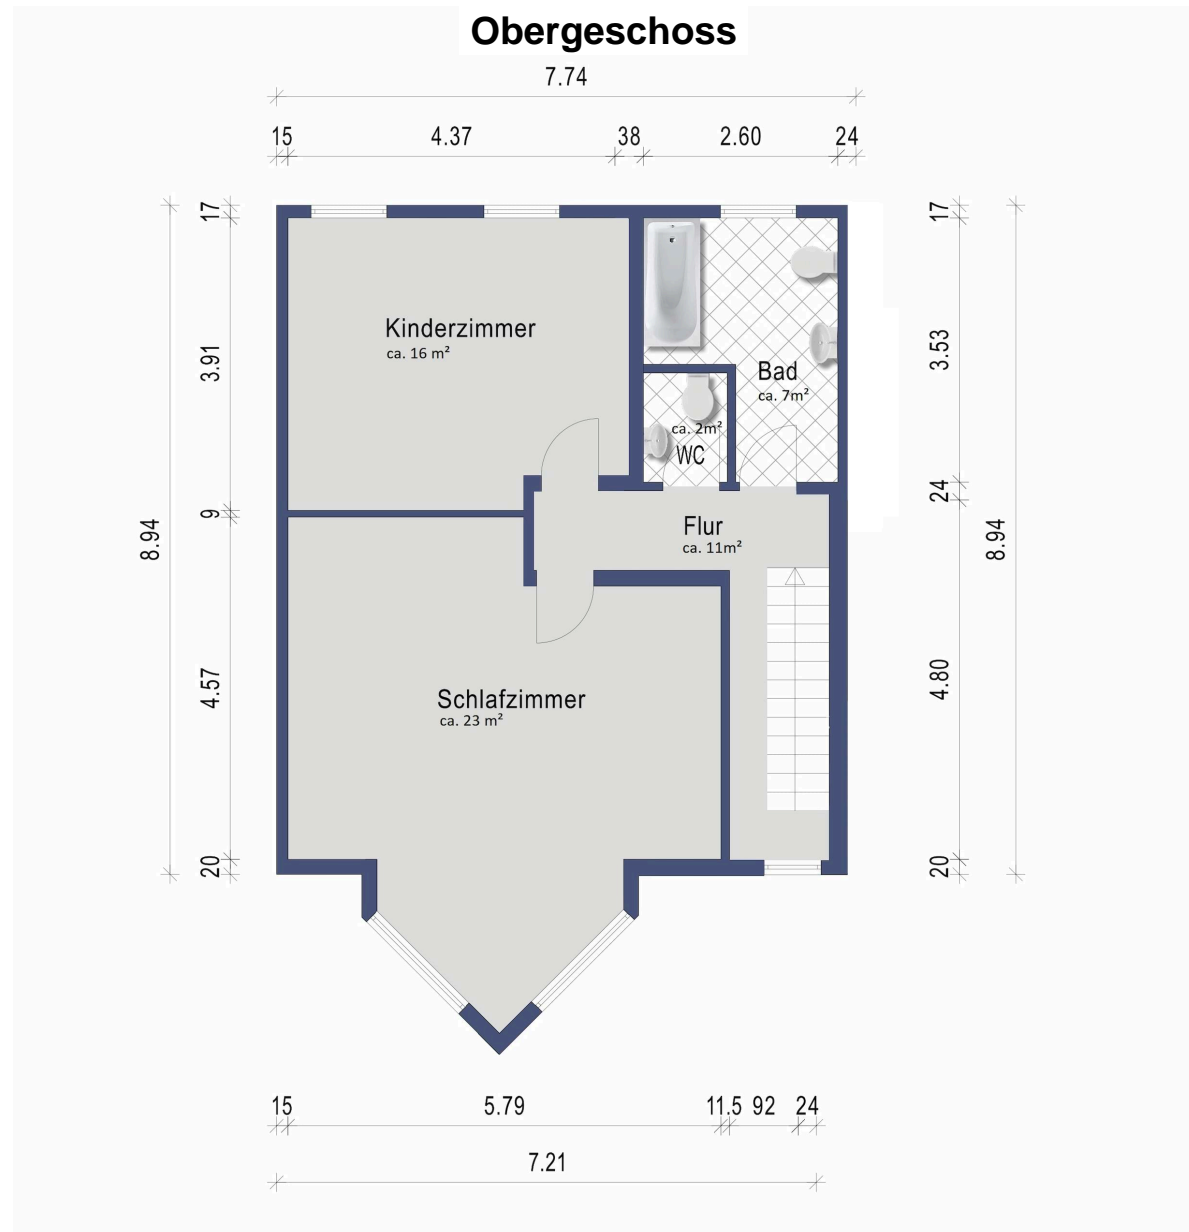 Obergeschoss
7.74
15 4.37 38 2.60 24
17
3.91
9
4.57
20
8.94
17
3.53
24
4.80
20
8.94
Kinderzimmer
ca. 16 m²
Bad
ca. 7m²
ca. 2m²
WC
Flur
ca. 11m²
Schlafzimmer
ca. 23 m²
15 5.79 11.5 92 24
7.21